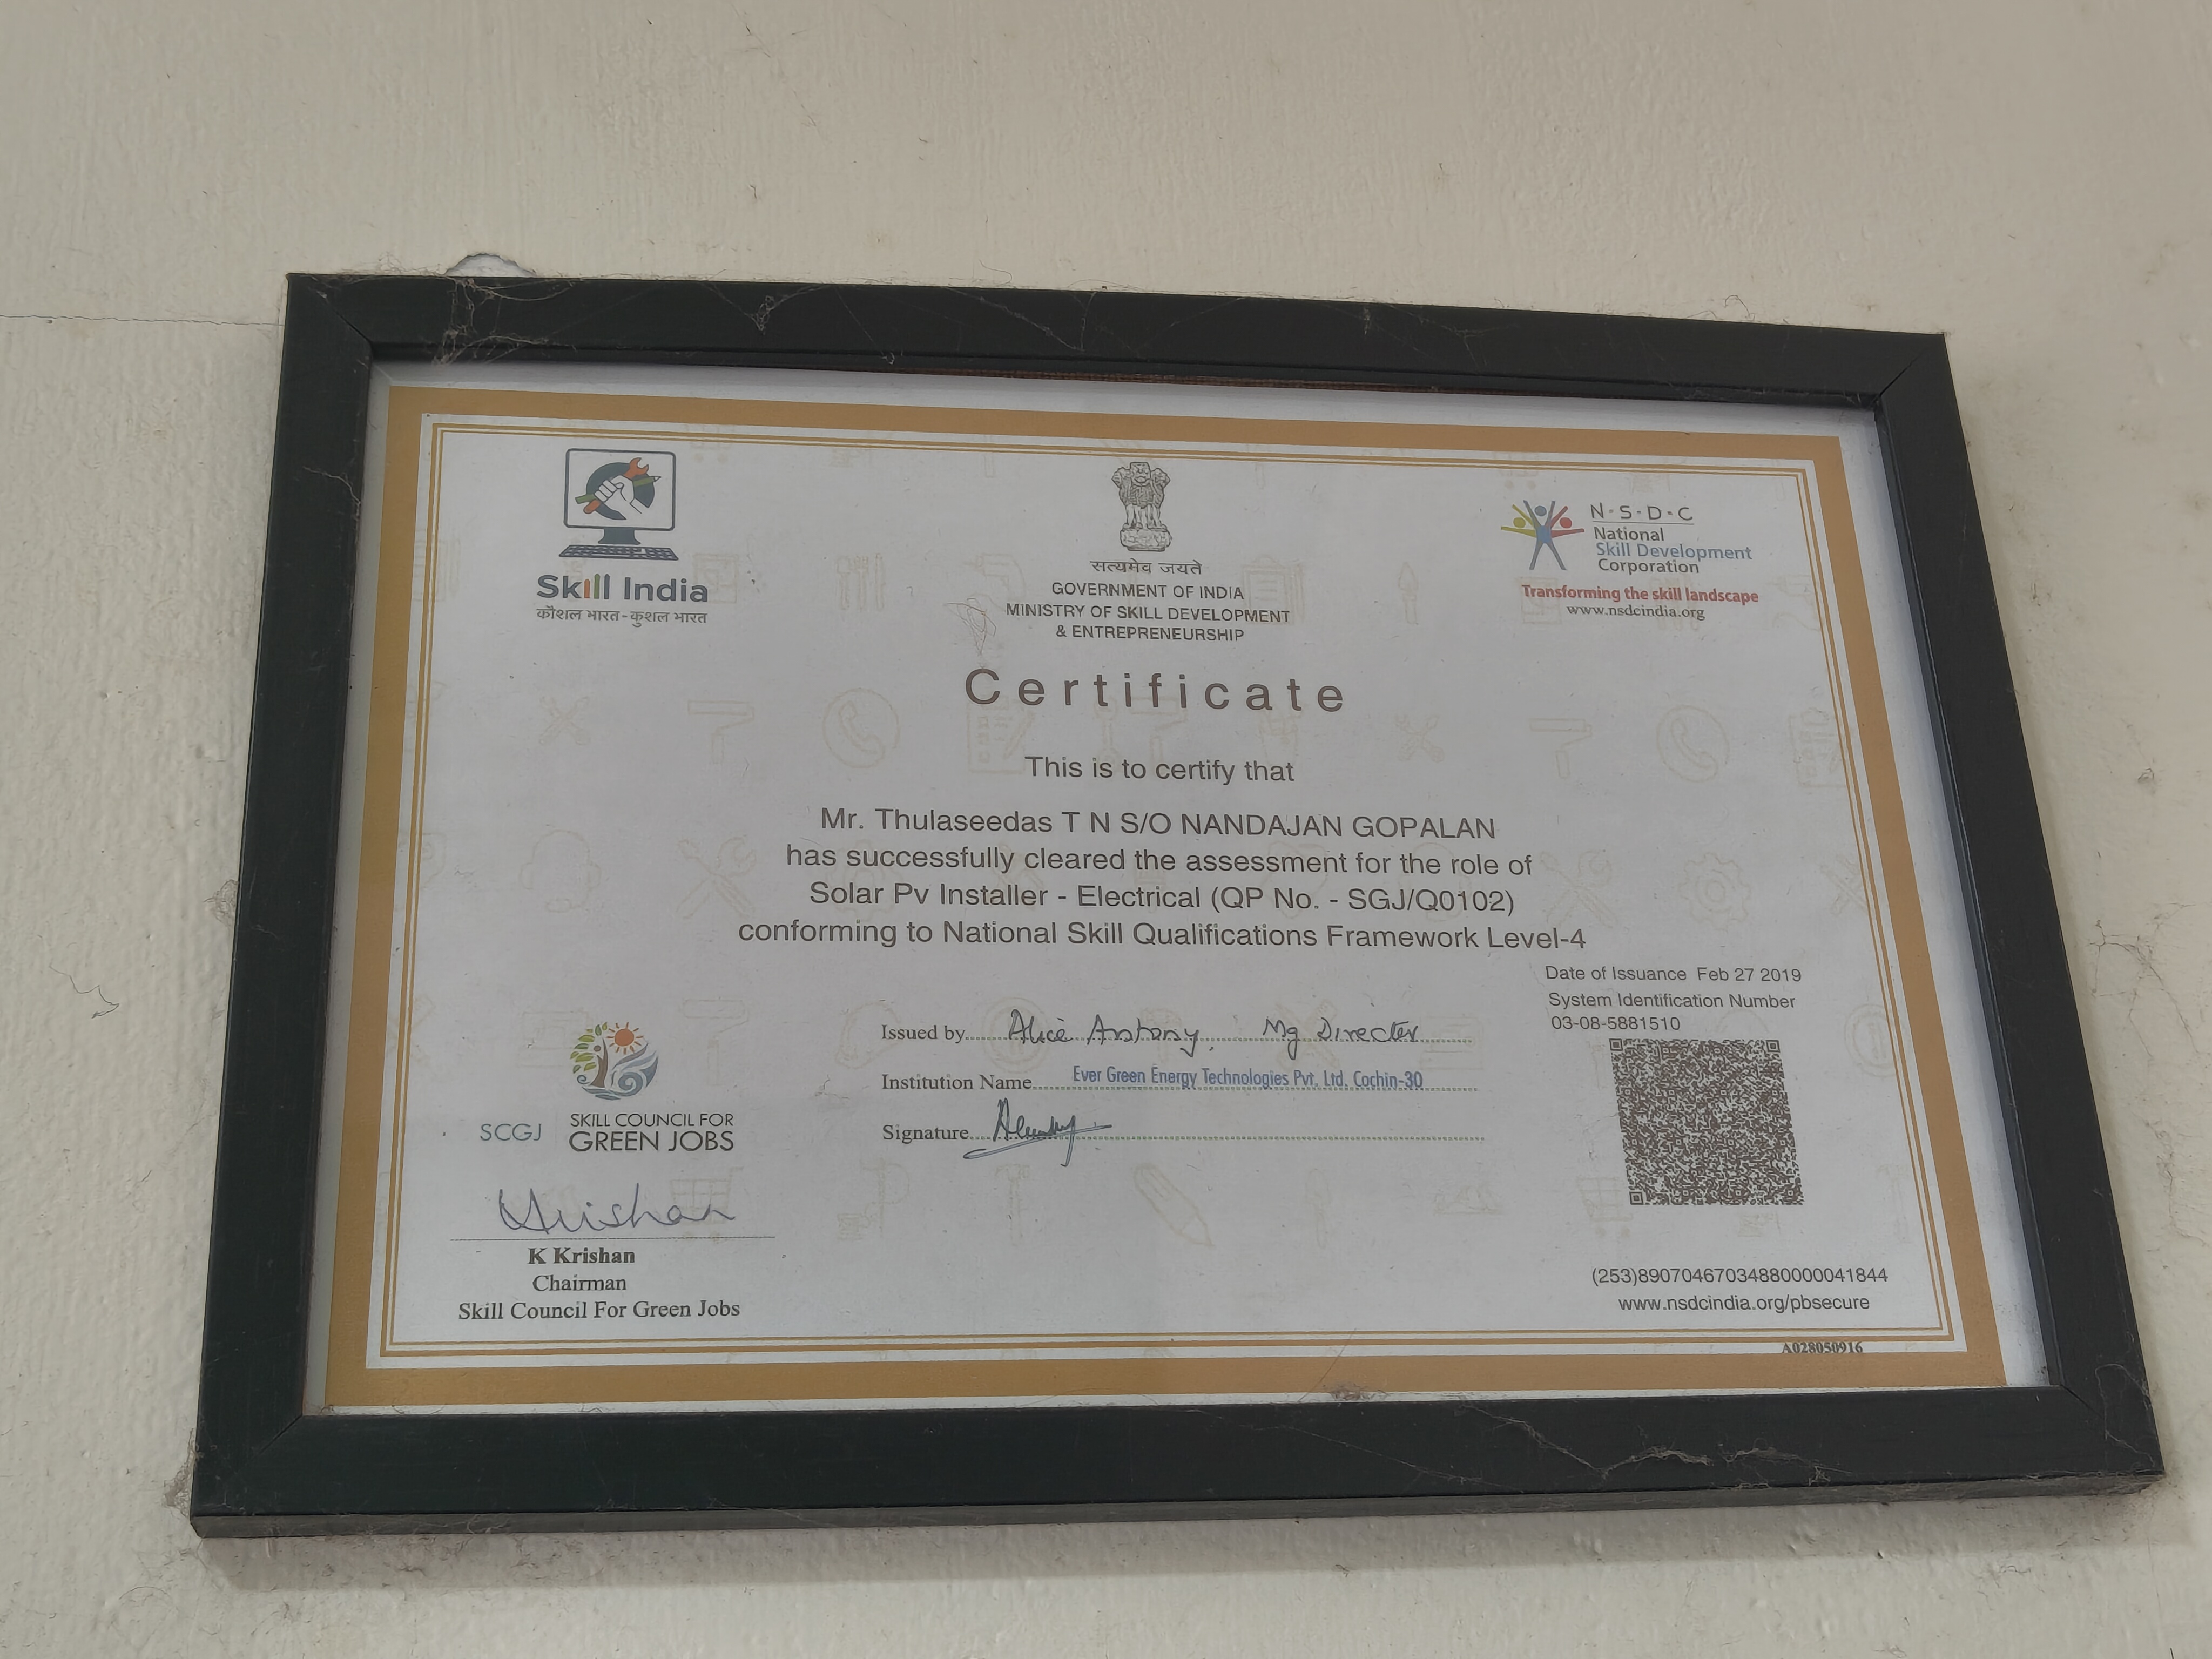 Skill India
कौशल भारत - कुशल भारत
सत्यमेव जयते
GOVERNMENT OF INDIA
MINISTRY OF SKILL DEVELOPMENT
& ENTREPRENEURSHIP
N·S·D·C
National
Skill Development
Corporation
Transforming the skill landscape
www.nsdcindia.org
Certificate
This is to certify that
Mr. Thulaseedas T N S/O NANDAJAN GOPALAN
has successfully cleared the assessment for the role of
Solar Pv Installer - Electrical (QP No. - SGJ/Q0102)
conforming to National Skill Qualifications Framework Level-4
Date of Issuance Feb 27 2019
System Identification Number
03-08-5881510
Issued by Alice Antony, Mg Director
Institution Name Ever Green Energy Technologies Pvt. Ltd. Cochin-30
Signature
SCGJ
SKILL COUNCIL FOR
GREEN JOBS
Krishan
K Krishan
Chairman
Skill Council For Green Jobs
(253)89070467034880000041844
www.nsdcindia.org/pbsecure
A028050916